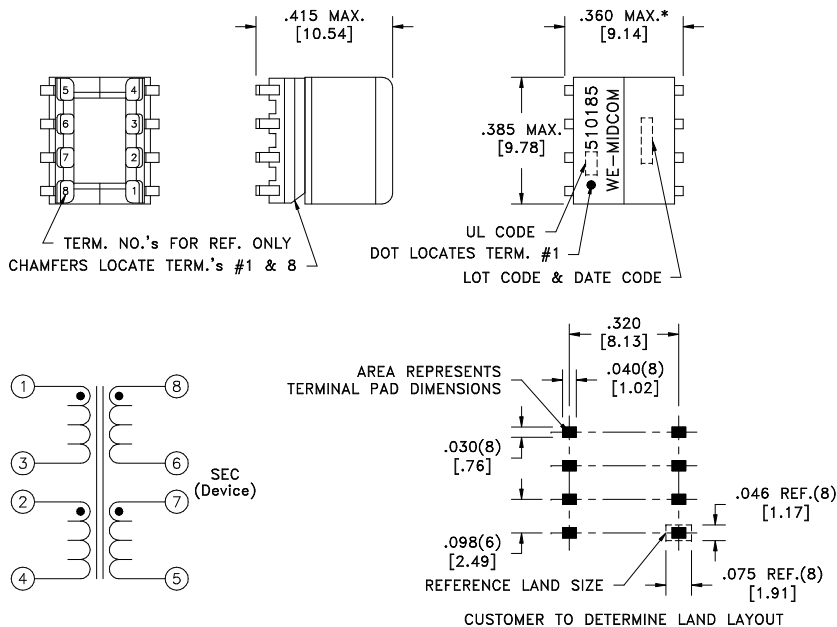 .415 MAX.
[10.54]
.360 MAX.*
[9.14]
5
4
6
3
7
2
8
1
.385 MAX.
[9.78]
510185
WE-MIDCOM
TERM. NO.'s FOR REF. ONLY
CHAMFERS LOCATE TERM.'s #1 & 8
UL CODE
DOT LOCATES TERM. #1
LOT CODE & DATE CODE
1
8
3
6
SEC
(Device)
2
7
4
5
.320
[8.13]
AREA REPRESENTS
TERMINAL PAD DIMENSIONS
.040(8)
[1.02]
.030(8)
[.76]
.046 REF.(8)
[1.17]
.098(6)
[2.49]
REFERENCE LAND SIZE
.075 REF.(8)
[1.91]
CUSTOMER TO DETERMINE LAND LAYOUT